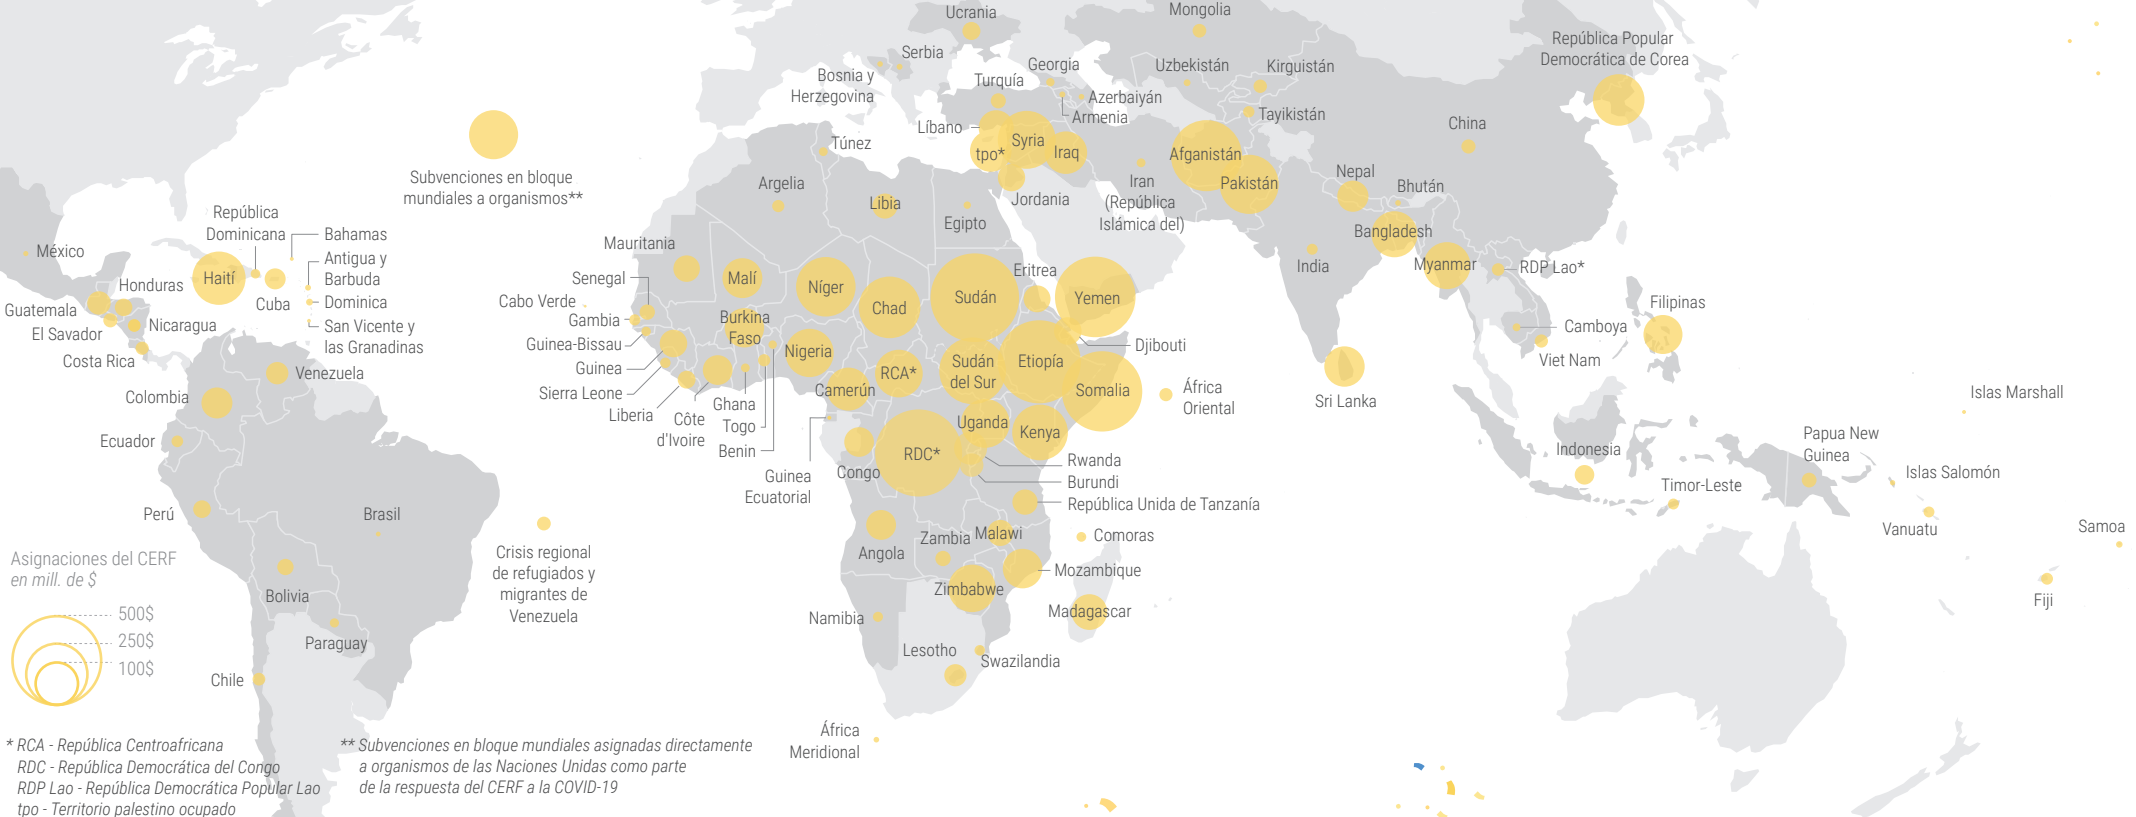 Ucrania
Mongolia
República Popular
Democrática de Corea
Serbia
Georgia
Uzbekistán
Kirguistán
Bosnia y
Herzegovina
Turquía
Azerbaiyán
Armenia
Tayikistán
Líbano
China
Túnez
tpo*
Syria
Iraq
Afganistán
Pakistán
Nepal
Bhután
Subvenciones en bloque
mundiales a organismos**
Argelia
Libia
Egipto
Jordania
Iran
(República
Islámica del)
República
Dominicana
Bahamas
Antigua y
Barbuda
Dominica
San Vicente y
las Granadinas
México
Haití
Cuba
Honduras
Guatemala
El Savador
Nicaragua
Costa Rica
Mauritania
Senegal
Cabo Verde
Gambia
Guinea-Bissau
Guinea
Sierra Leone
Liberia
Malí
Níger
Chad
Sudán
Eritrea
Yemen
Burkina
Faso
Nigeria
RCA*
Camerún
Sudán
del Sur
Etiopía
Djibouti
Somalia
África
Oriental
India
Bangladesh
Myanmar
RDP Lao*
Filipinas
Camboya
Viet Nam
Sri Lanka
Venezuela
Colombia
Ecuador
Perú
Brasil
Côte
d'Ivoire
Ghana
Togo
Benin
Guinea
Ecuatorial
Congo
RDC*
Uganda
Kenya
Rwanda
Burundi
República Unida de Tanzanía
Islas Marshall
Indonesia
Papua New
Guinea
Islas Salomón
Timor-Leste
Vanuatu
Samoa
Fiji
Angola
Zambia
Malawi
Comoras
Mozambique
Zimbabwe
Madagascar
Namibia
Lesotho
Swazilandia
África
Meridional
Crisis regional
de refugiados y
migrantes de
Venezuela
Bolivia
Paraguay
Chile
Asignaciones del CERF
en mill. de $
500$
250$
100$
* RCA - República Centroafricana
RDC - República Democrática del Congo
RDP Lao - República Democrática Popular Lao
tpo - Territorio palestino ocupado
** Subvenciones en bloque mundiales asignadas directamente
a organismos de las Naciones Unidas como parte
de la respuesta del CERF a la COVID-19